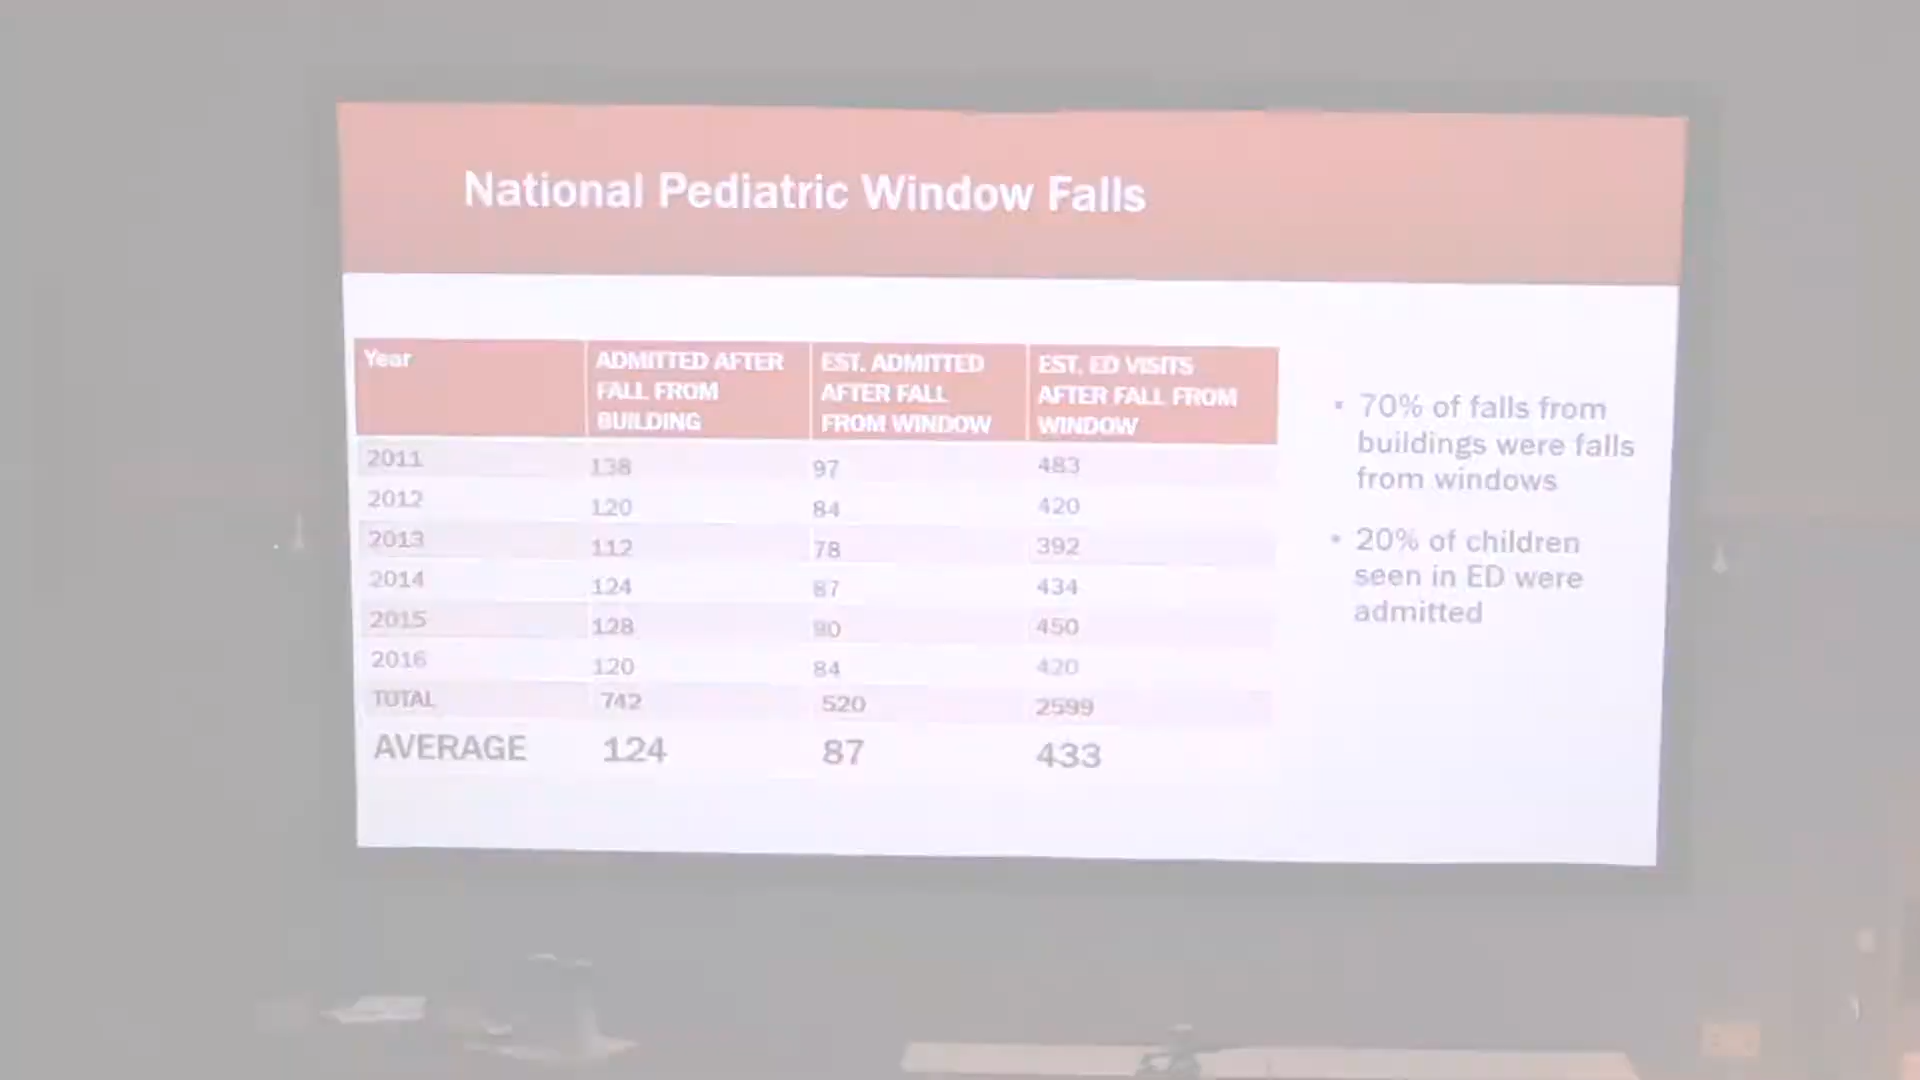 National Pediatric Window Falls
Year
ADMITTED AFTER
FALL FROM
BUILDING
EST. ADMITTED
AFTER FALL
FROM WINDOW
EST. ED VISITS
AFTER FALL FROM
WINDOW
2011 138 97 483
2012 120 84 420
2013 112 78 392
2014 124 87 434
2015 128 90 450
2016 120 84 420
TOTAL 742 520 2599
AVERAGE 124 87 433
• 70% of falls from
buildings were falls
from windows
• 20% of children
seen in ED were
admitted